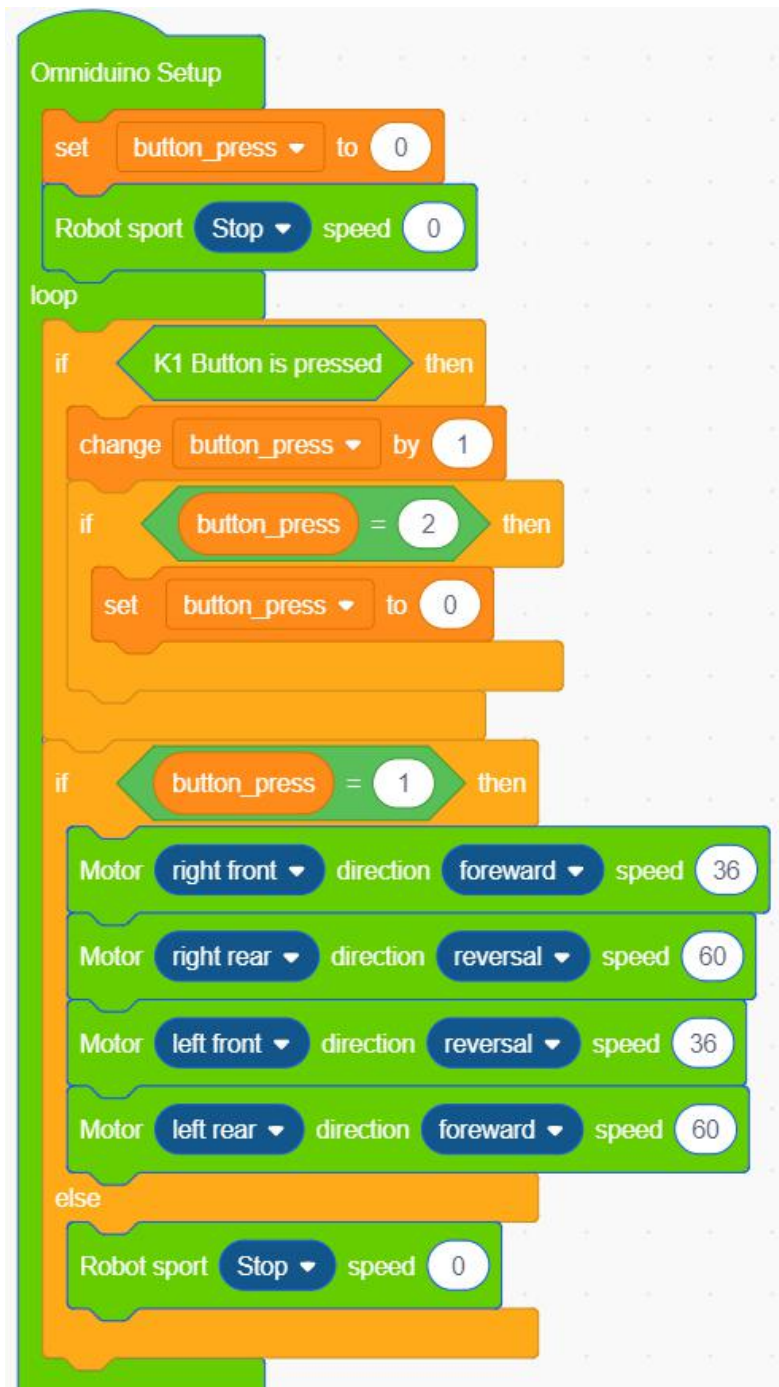 Omniduino Setup
set button_press to 0
Robot sport Stop speed 0
loop
if K1 Button is pressed then
change button_press by 1
if button_press = 2 then
set button_press to 0
if button_press = 1 then
Motor right front direction foreward speed 36
Motor right rear direction reversal speed 60
Motor left front direction reversal speed 36
Motor left rear direction foreward speed 60
else
Robot sport Stop speed 0